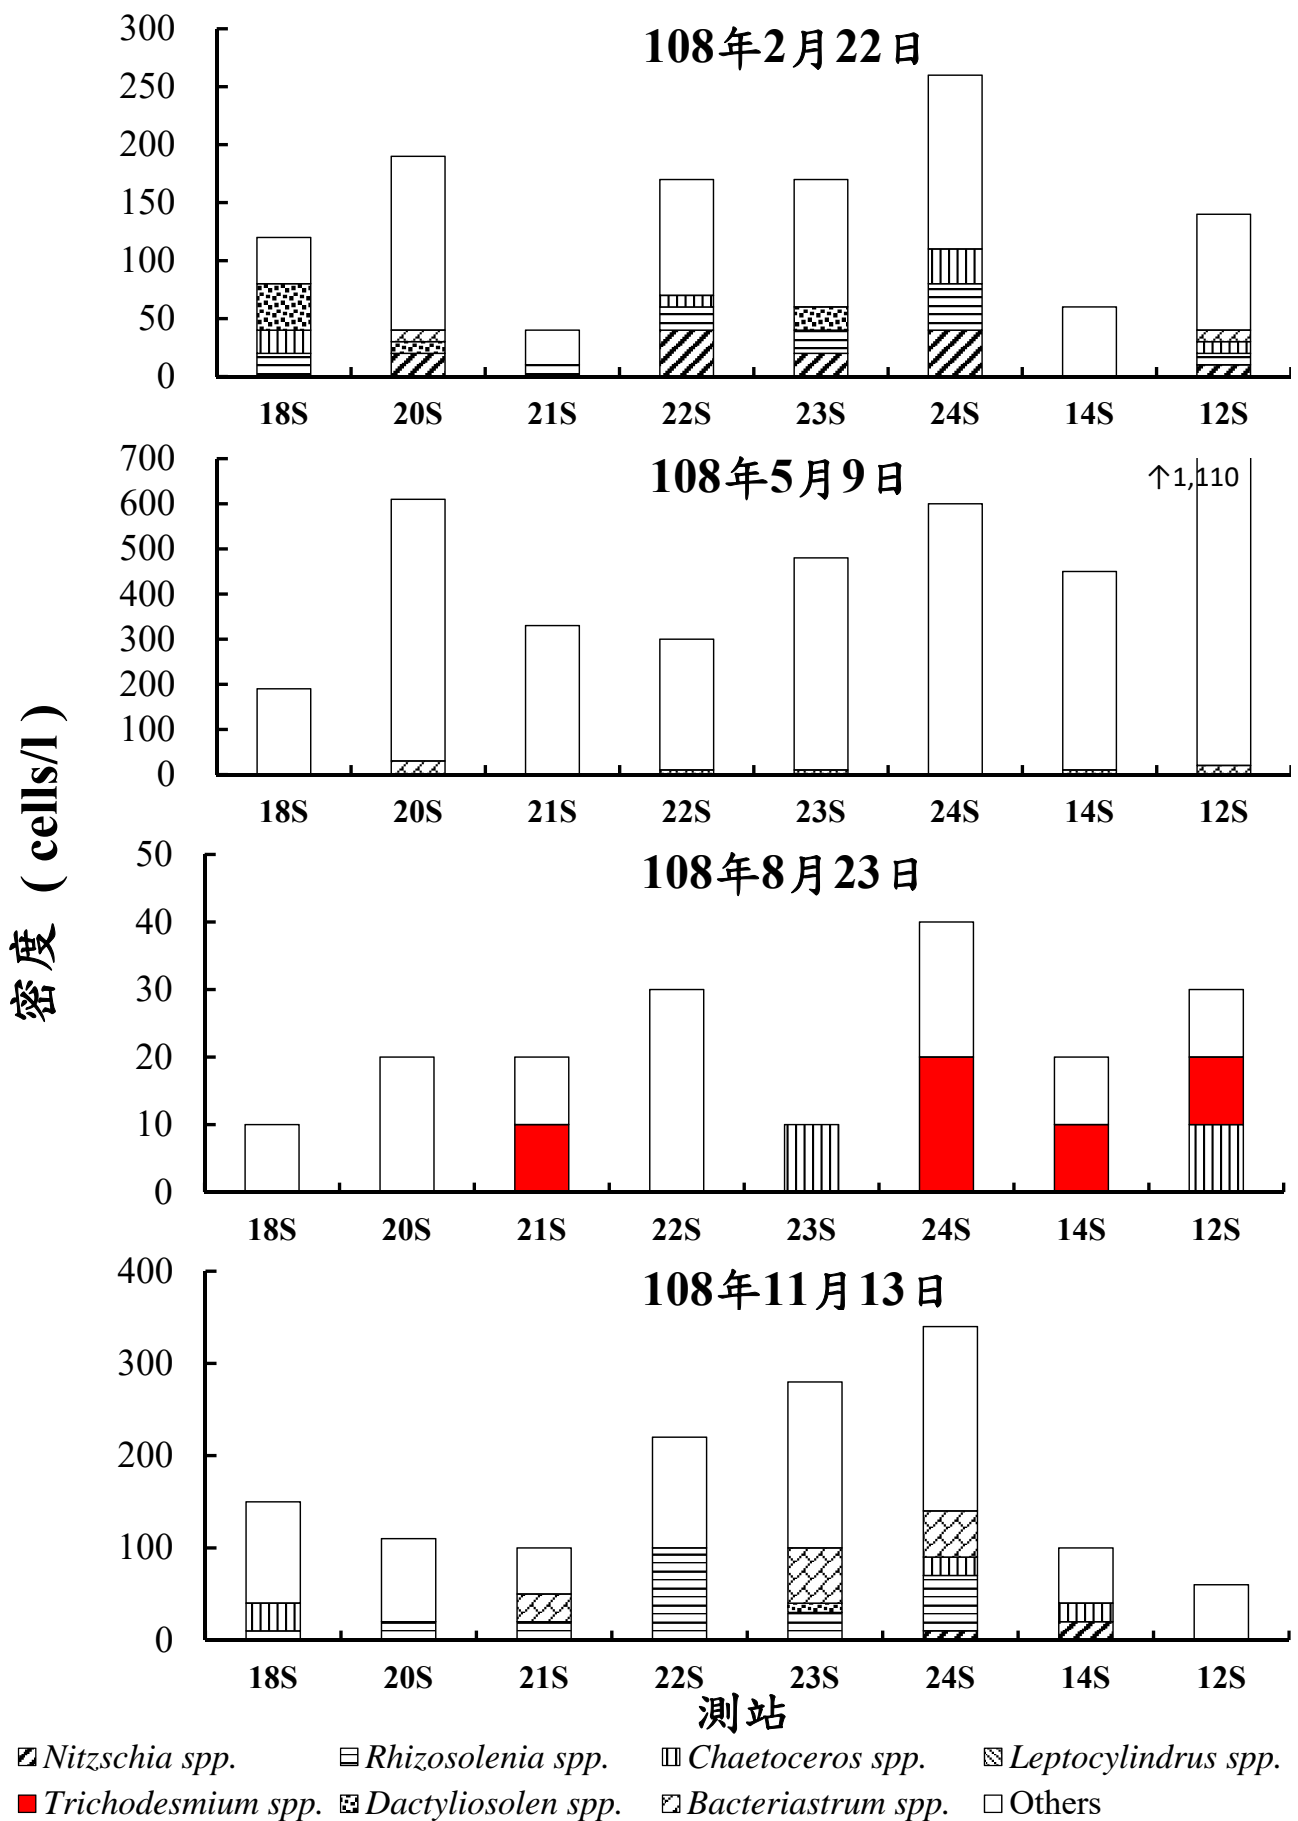 密度 ( cells/l )
108年2月22日
300
250
200
150
100
50
0
18S 20S 21S 22S 23S 24S 14S 12S
108年5月9日
↑1,110
700
600
500
400
300
200
100
0
18S 20S 21S 22S 23S 24S 14S 12S
108年8月23日
50
40
30
20
10
0
18S 20S 21S 22S 23S 24S 14S 12S
108年11月13日
400
300
200
100
0
18S 20S 21S 22S 23S 24S 14S 12S
測站
Nitzschia spp. Rhizosolenia spp. Chaetoceros spp. Leptocylindrus spp.
Trichodesmium spp. Dactyliosolen spp. Bacteriastrum spp. Others